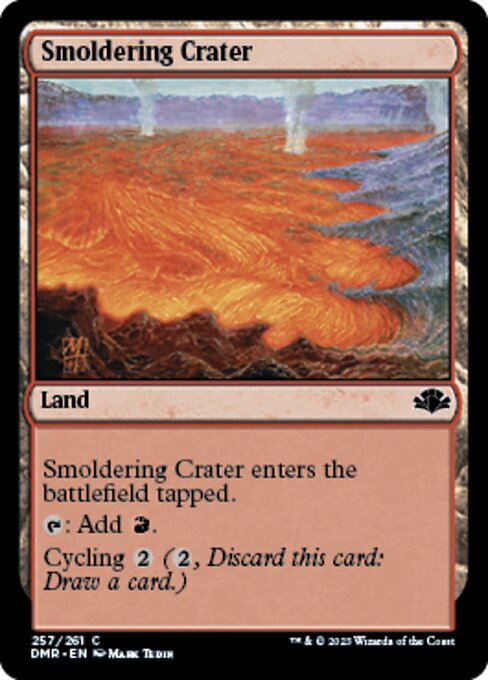 Smoldering Crater
Land
Smoldering Crater enters the
battlefield tapped.
: Add .
Cycling 2 (2, Discard this card:
Draw a card.)
257/261 C
DMR • EN Mark Tedin
™ & © 2023 Wizards of the Coast